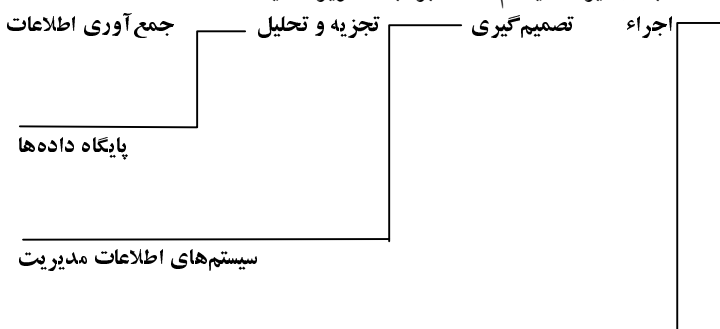 اجراء تصمیم‌گیری تجزیه و تحلیل جمع‌آوری اطلاعات
پایگاه داده‌ها
سیستم‌های اطلاعات مدیریت